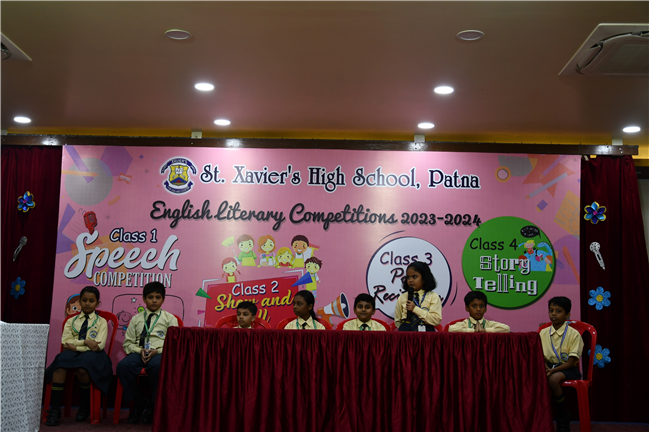 St. Xavier's High School, Patna
English Literary Competitions 2023-2024
Class 1
Speech
COMPETITION
Class 2
Show and
Class 3
Class 4
Story
Telling